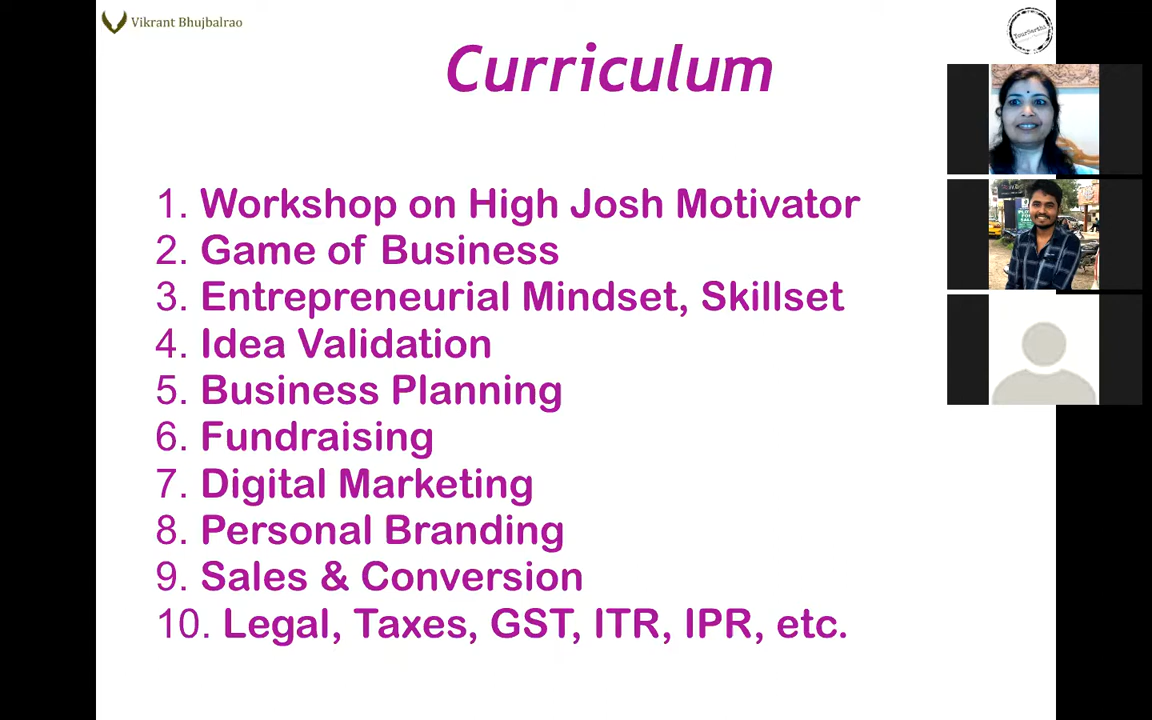 Vikrant Bhujbalrao
YourSarthi
Curriculum
1. Workshop on High Josh Motivator
2. Game of Business
3. Entrepreneurial Mindset, Skillset
4. Idea Validation
5. Business Planning
6. Fundraising
7. Digital Marketing
8. Personal Branding
9. Sales & Conversion
10. Legal, Taxes, GST, ITR, IPR, etc.